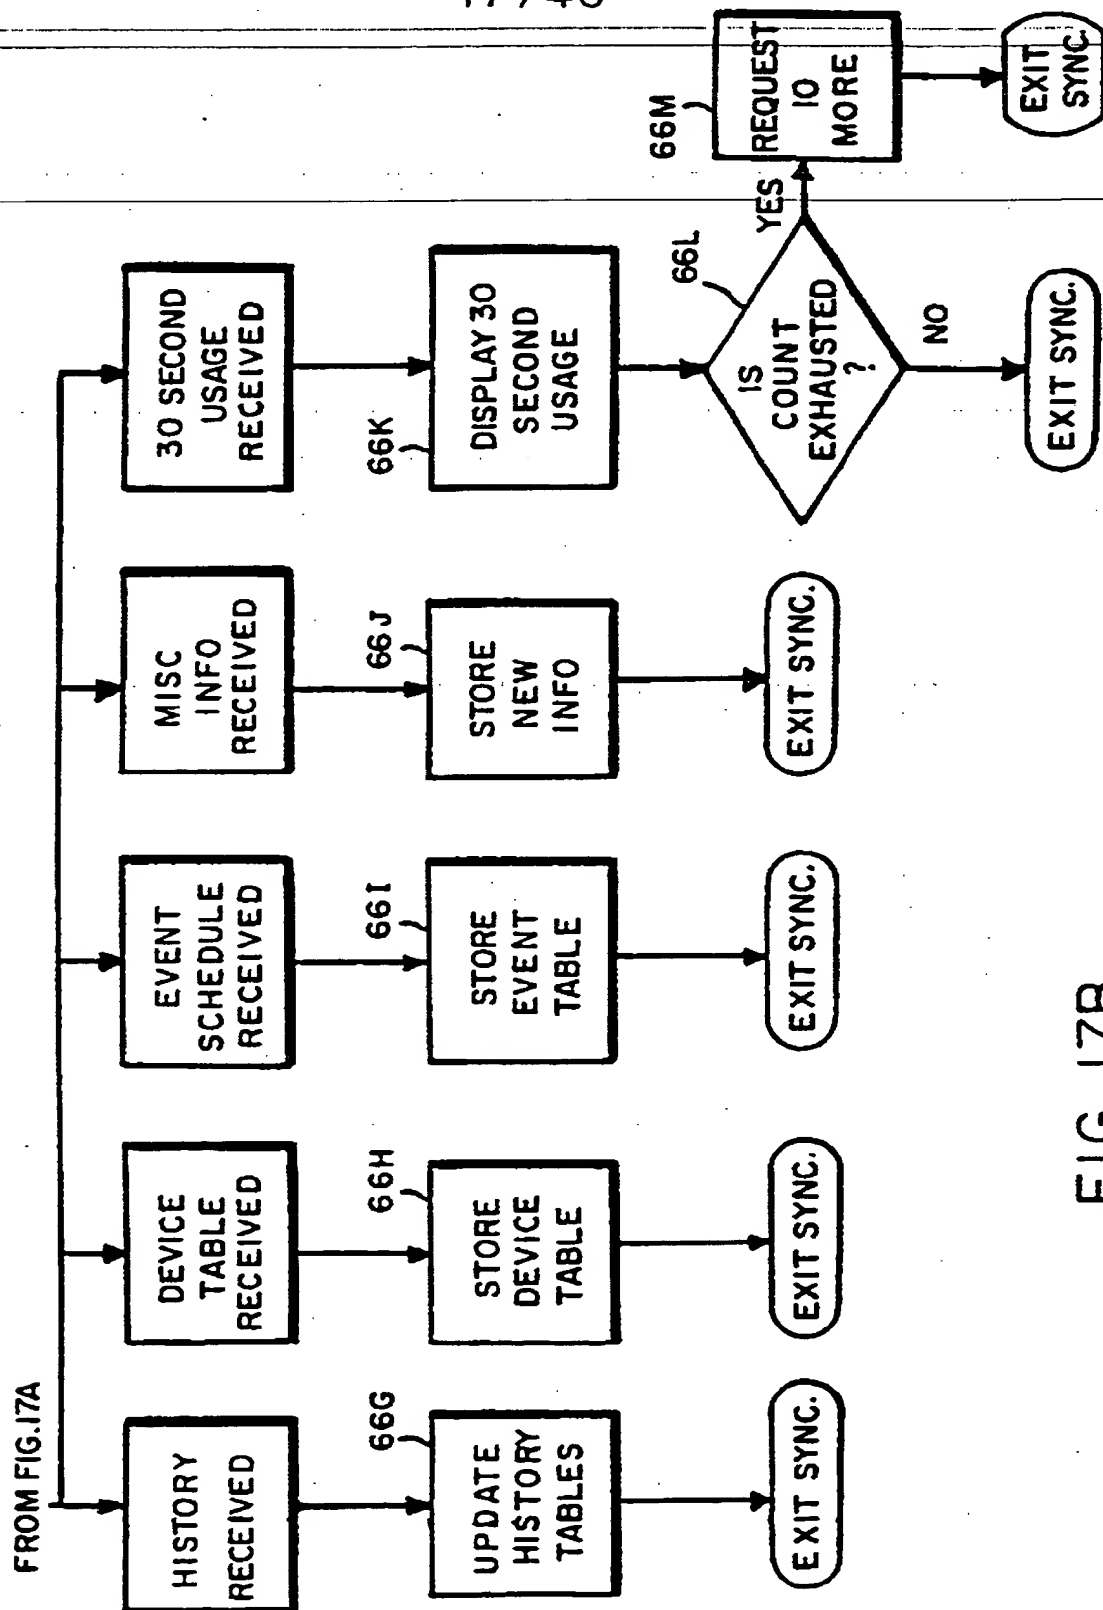 FROM FIG.17A
HISTORY
RECEIVED
66G
UPDATE
HISTORY
TABLES
EXIT SYNC.
DEVICE
TABLE
RECEIVED
66H
STORE
DEVICE
TABLE
EXIT SYNC.
EVENT
SCHEDULE
RECEIVED
66I
STORE
EVENT
TABLE
EXIT SYNC.
MISC
INFO
RECEIVED
66J
STORE
NEW
INFO
EXIT SYNC.
30 SECOND
USAGE
RECEIVED
66K
DISPLAY 30
SECOND
USAGE
66L
IS
COUNT
EXHAUSTED
?
YES
NO
EXIT SYNC.
66M
REQUEST
10
MORE
EXIT
SYNC.
FIG. 17B